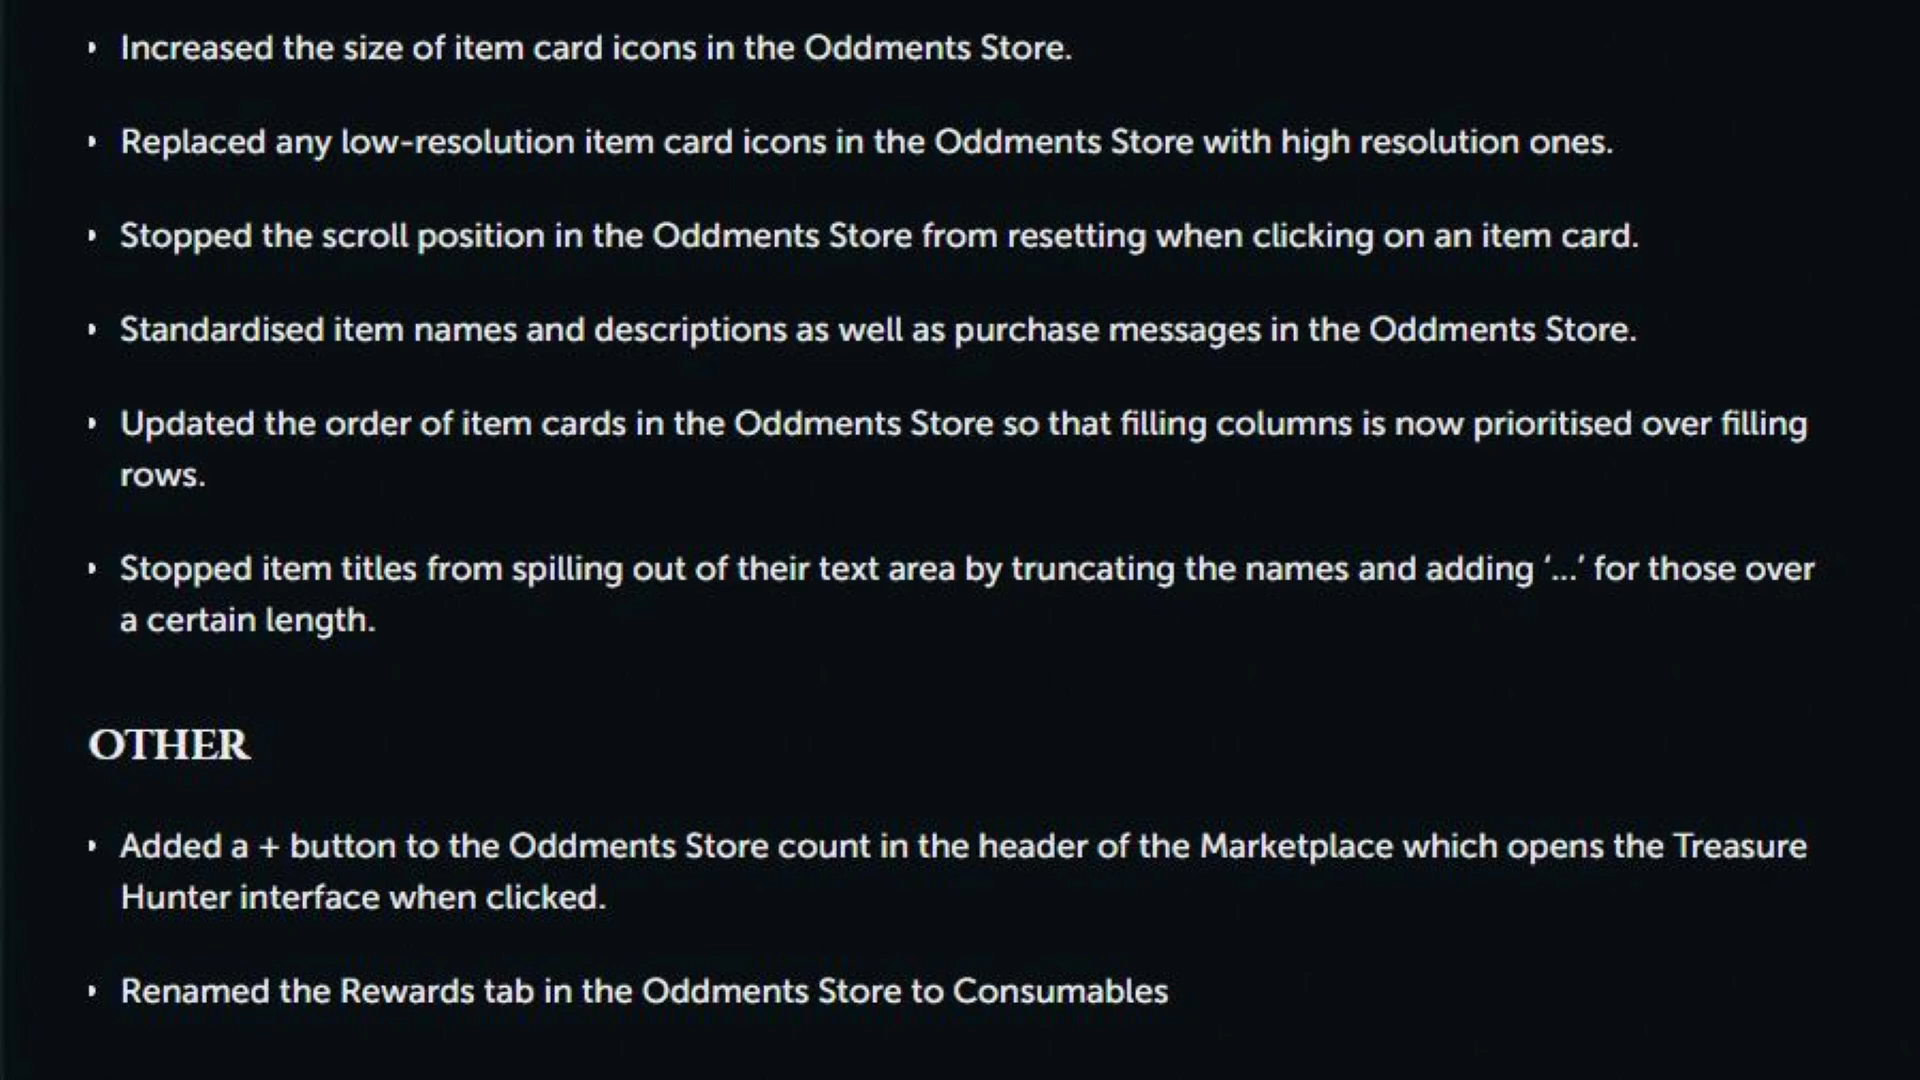 Increased the size of item card icons in the Oddments Store.
Replaced any low-resolution item card icons in the Oddments Store with high resolution ones.
Stopped the scroll position in the Oddments Store from resetting when clicking on an item card.
Standardised item names and descriptions as well as purchase messages in the Oddments Store.
Updated the order of item cards in the Oddments Store so that filling columns is now prioritised over filling
rows.
Stopped item titles from spilling out of their text area by truncating the names and adding ‘...’ for those over
a certain length.
OTHER
Added a + button to the Oddments Store count in the header of the Marketplace which opens the Treasure
Hunter interface when clicked.
Renamed the Rewards tab in the Oddments Store to Consumables